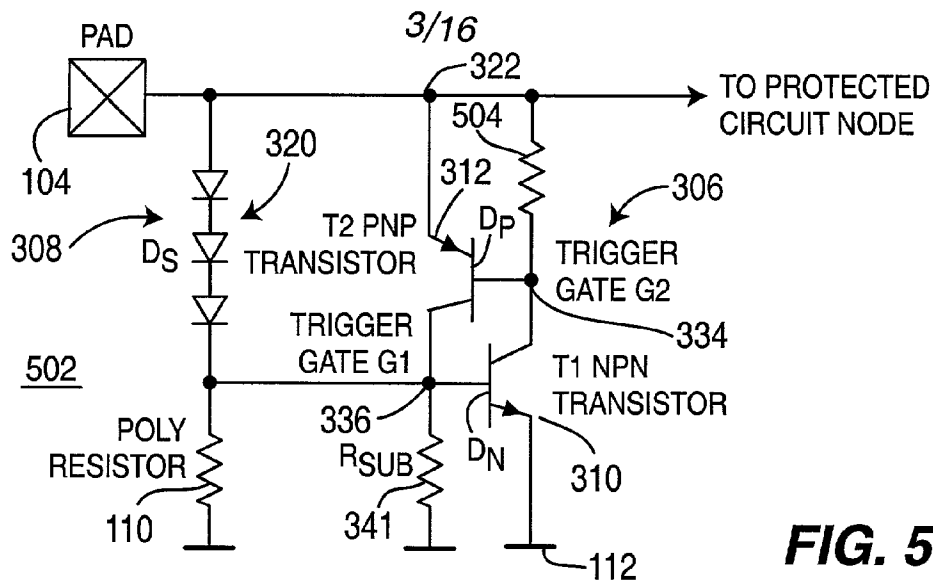 3/16
PAD
322
TO PROTECTED
CIRCUIT NODE
504
104
320
312
306
308
DS
T2 PNP
TRANSISTOR
DP
TRIGGER
GATE G2
TRIGGER
GATE G1
334
502
336
T1 NPN
TRANSISTOR
POLY
RESISTOR
RSUB
DN
310
110
341
112
FIG. 5